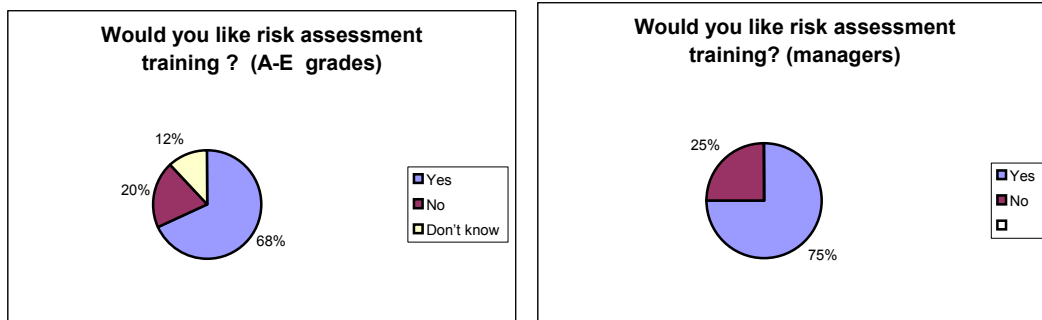 Would you like risk assessment
training ? (A-E grades)
12%
20%
68%
Yes
No
Don't know
Would you like risk assessment
training? (managers)
25%
75%
Yes
No